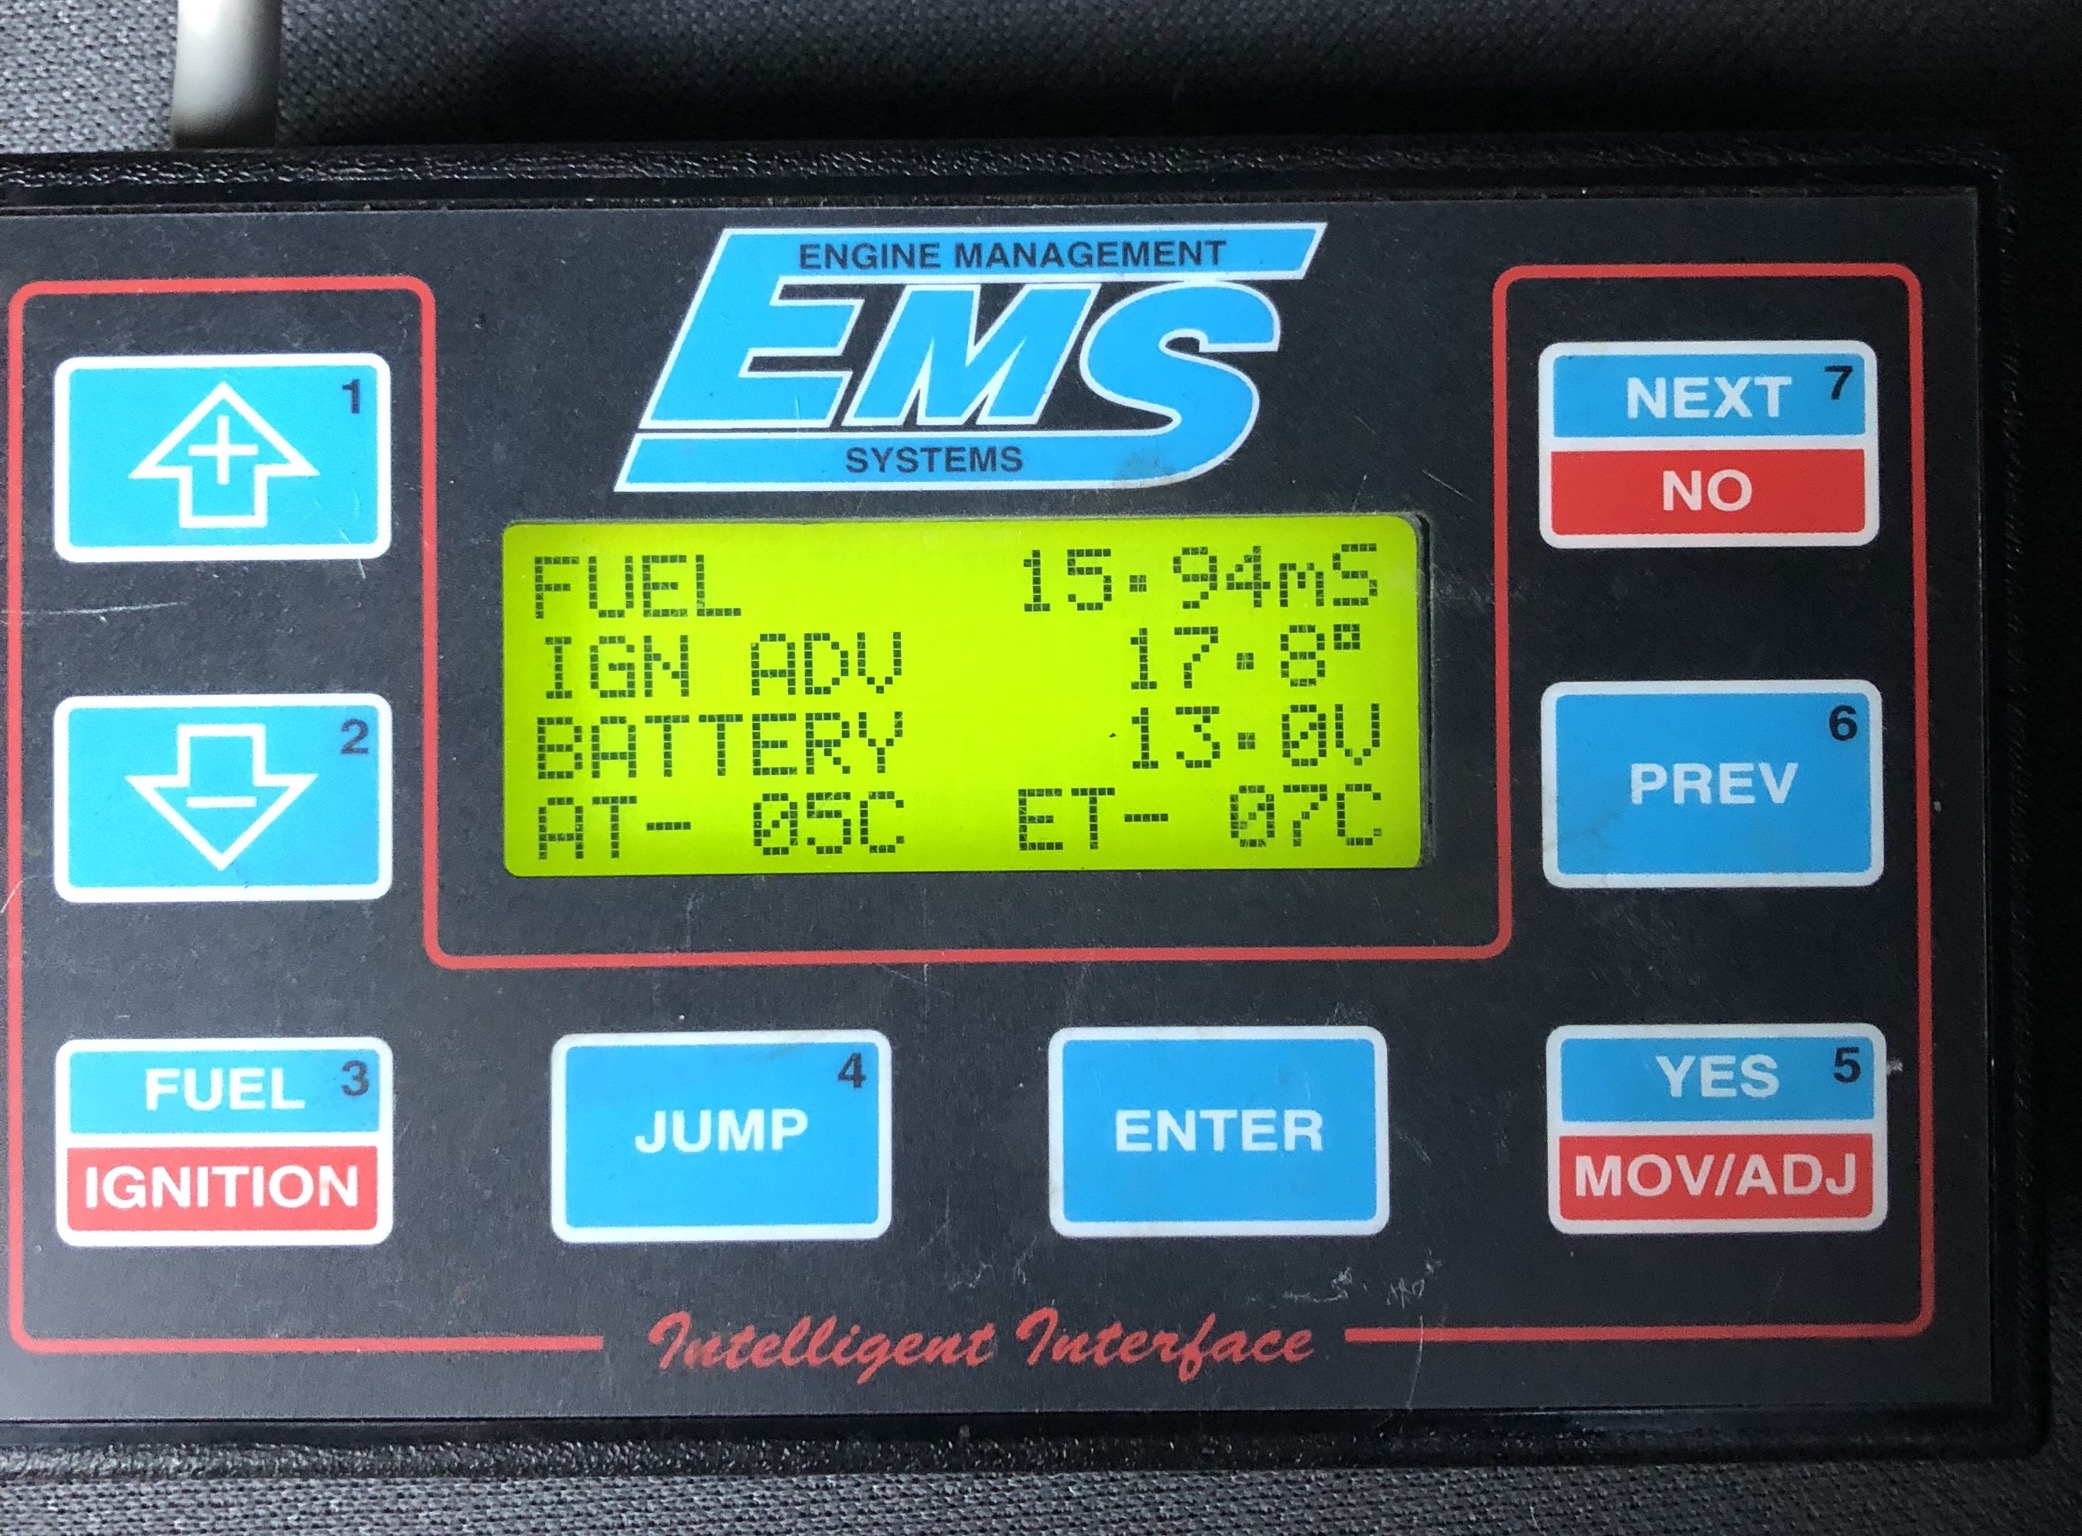 ENGINE MANAGEMENT
EMS
SYSTEMS
1
NEXT 7
NO
FUEL 15.94mS
IGN ADV 17.8°
BATTERY 13.0V
AT- 05C ET- 07C
2
6
PREV
FUEL 3
IGNITION
4
JUMP
ENTER
YES 5
MOV/ADJ
Intelligent Interface